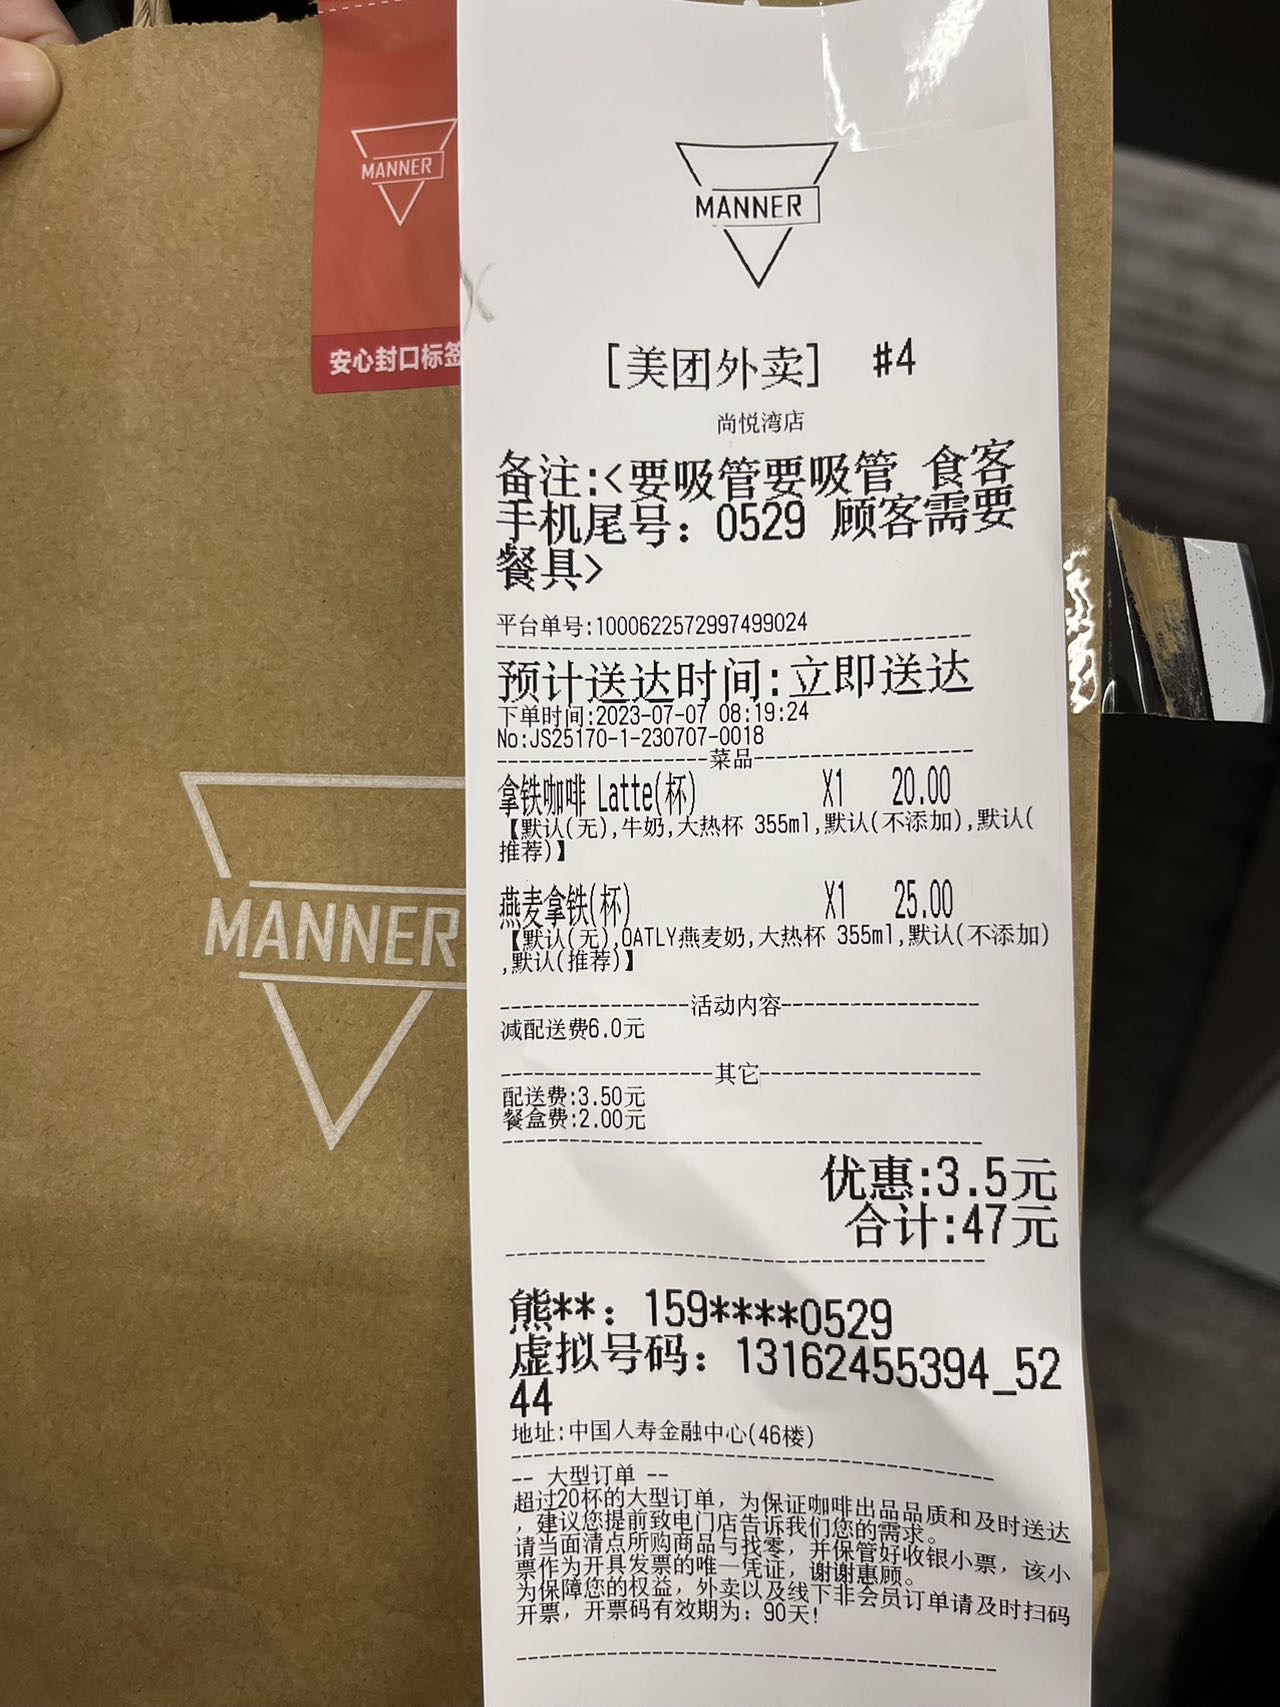 MANNER
安心封口标签
MANNER
MANNER
[美团外卖] #4
尚悦湾店
备注:<要吸管要吸管 食客
手机尾号: 0529 顾客需要
餐具>
平台单号:1000622572997499024
预计送达时间:立即送达
下单时间:2023-07-07 08:19:24
No:JS25170-1-230707-0018
菜品
拿铁咖啡 Latte(杯) X1 20.00
【默认(无),牛奶,大热杯 355ml,默认(不添加),默认(
推荐)】
燕麦拿铁(杯) X1 25.00
【默认(无),OATLY燕麦奶,大热杯 355ml,默认(不添加)
,默认(推荐)】
活动内容
减配送费6.0元
其它
配送费:3.50元
餐盒费:2.00元
优惠:3.5元
合计:47元
熊**: 159****0529
虚拟号码: 13162455394_52
44
地址:中国人寿金融中心(46楼)
-- 大型订单 --
超过20杯的大型订单，为保证咖啡出品品质和及时送达
，建议您提前致电门店告诉我们您的需求。
请当面清点所购商品与找零，并保管好收银小票，该小
票作为开具发票的唯一凭证，谢谢惠顾。
为保障您的权益，外卖以及线下非会员订单请及时扫码
开票，开票码有效期为: 90天!